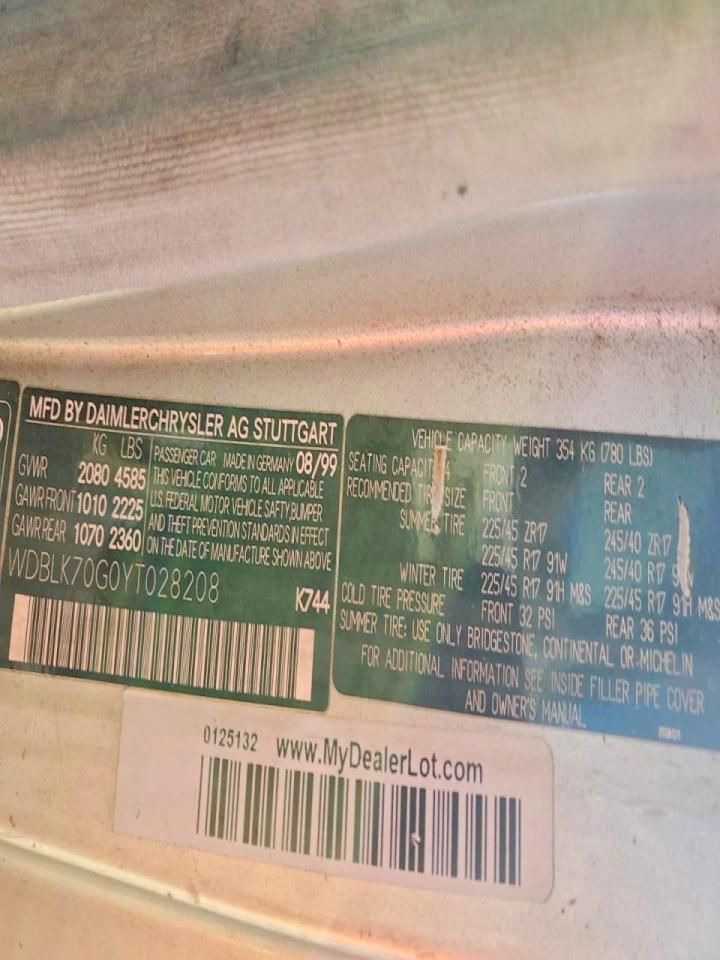 MFD BY DAIMLERCHRYSLER AG STUTTGART
KG LBS
GVWR 2080 4585
GAWR FRONT 1010 2225
GAWR REAR 1070 2360
PASSENGER CAR MADE IN GERMANY 08/99
THIS VEHICLE CONFORMS TO ALL APPLICABLE
U.S. FEDERAL MOTOR VEHICLE SAFTY, BUMPER
AND THEFT PREVENTION STANDARDS IN EFFECT
ON THE DATE OF MANUFACTURE SHOWN ABOVE
WDBLK70G0YT028208
K744
VEHICLE CAPACITY WEIGHT 354 KG (780 LBS)
SEATING CAPACITY 4 FRONT 2 REAR 2
RECOMMENDED TIRE SIZE FRONT REAR
SUMMER TIRE 225/45 ZR17 245/40 ZR17
225/45 R17 91W 245/40 R17
WINTER TIRE 225/45 R17 91H M&S 225/45 R17 91H M&S
COLD TIRE PRESSURE FRONT 32 PSI REAR 36 PSI
SUMMER TIRE: USE ONLY BRIDGESTONE, CONTINENTAL OR MICHELIN
FOR ADDITIONAL INFORMATION SEE INSIDE FILLER PIPE COVER
AND OWNER'S MANUAL
0125132 www.MyDealerLot.com